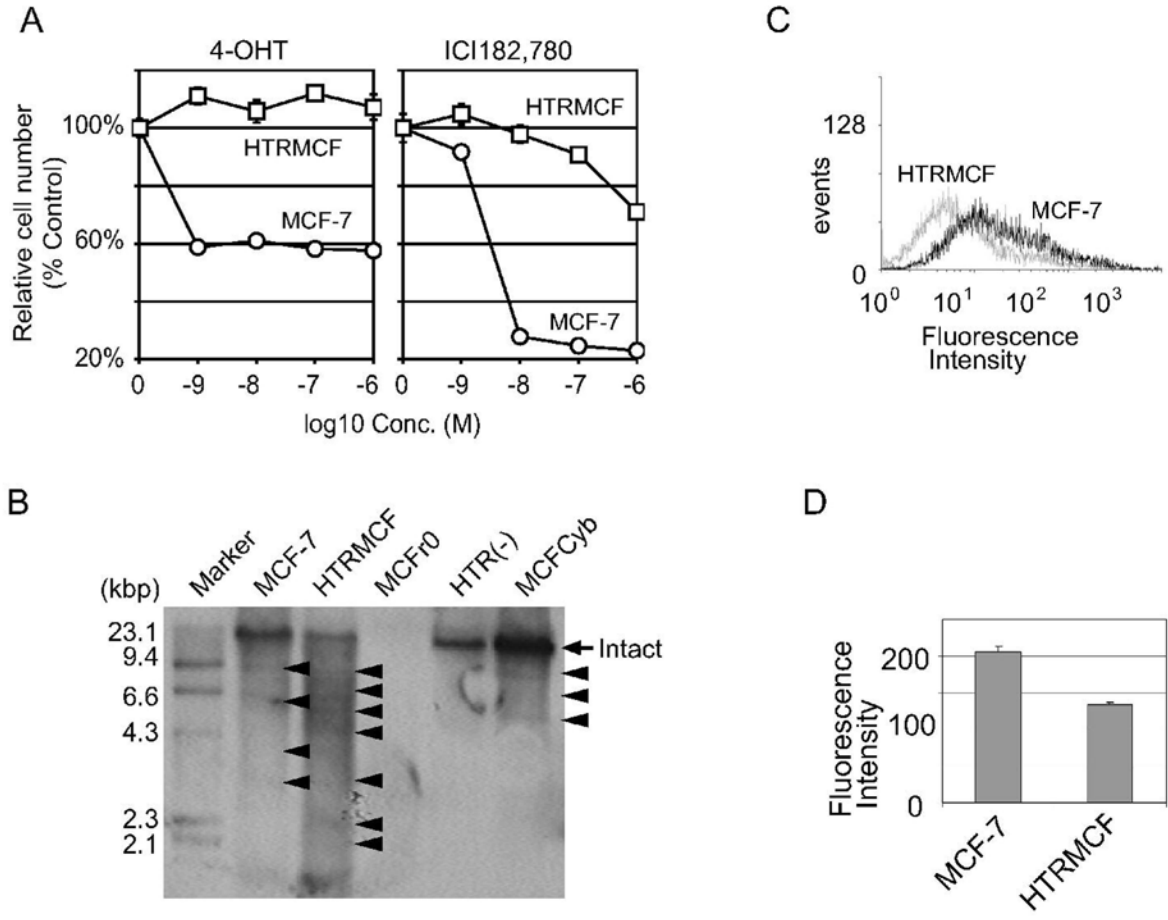 A
4-OHT
ICI182,780
Relative cell number
(% Control)
100%
60%
20%
HTRMCF
MCF-7
HTRMCF
MCF-7
0 -9 -8 -7 -6
0 -9 -8 -7 -6
log10 Conc. (M)
C
events
128
0
HTRMCF
MCF-7
10^0 10^1 10^2 10^3
Fluorescence
Intensity
B
(kbp)
Marker
MCF-7
HTRMCF
MCFr0
HTR(-)
MCFCyb
23.1
9.4
6.6
4.3
2.3
2.1
Intact
D
Fluorescence
Intensity
200
100
0
MCF-7
HTRMCF